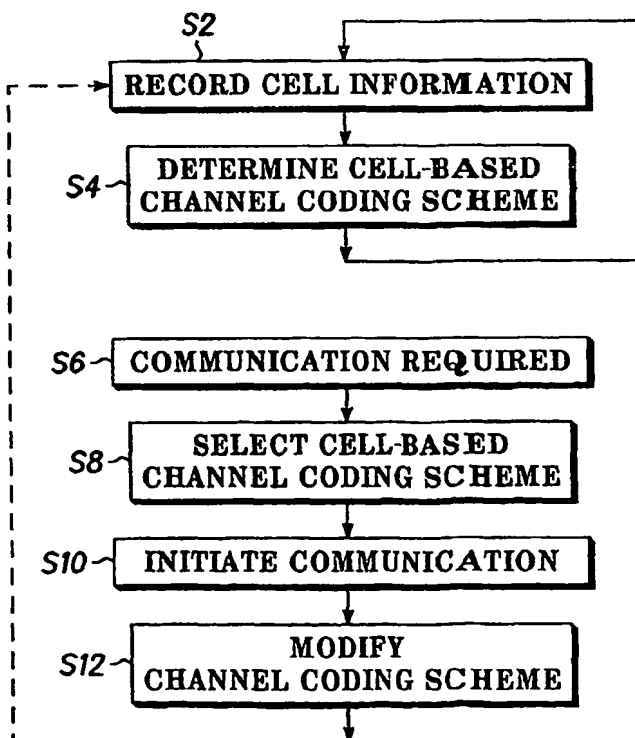 S2
RECORD CELL INFORMATION
S4
DETERMINE CELL-BASED
CHANNEL CODING SCHEME
S6
COMMUNICATION REQUIRED
S8
SELECT CELL-BASED
CHANNEL CODING SCHEME
S10
INITIATE COMMUNICATION
S12
MODIFY
CHANNEL CODING SCHEME